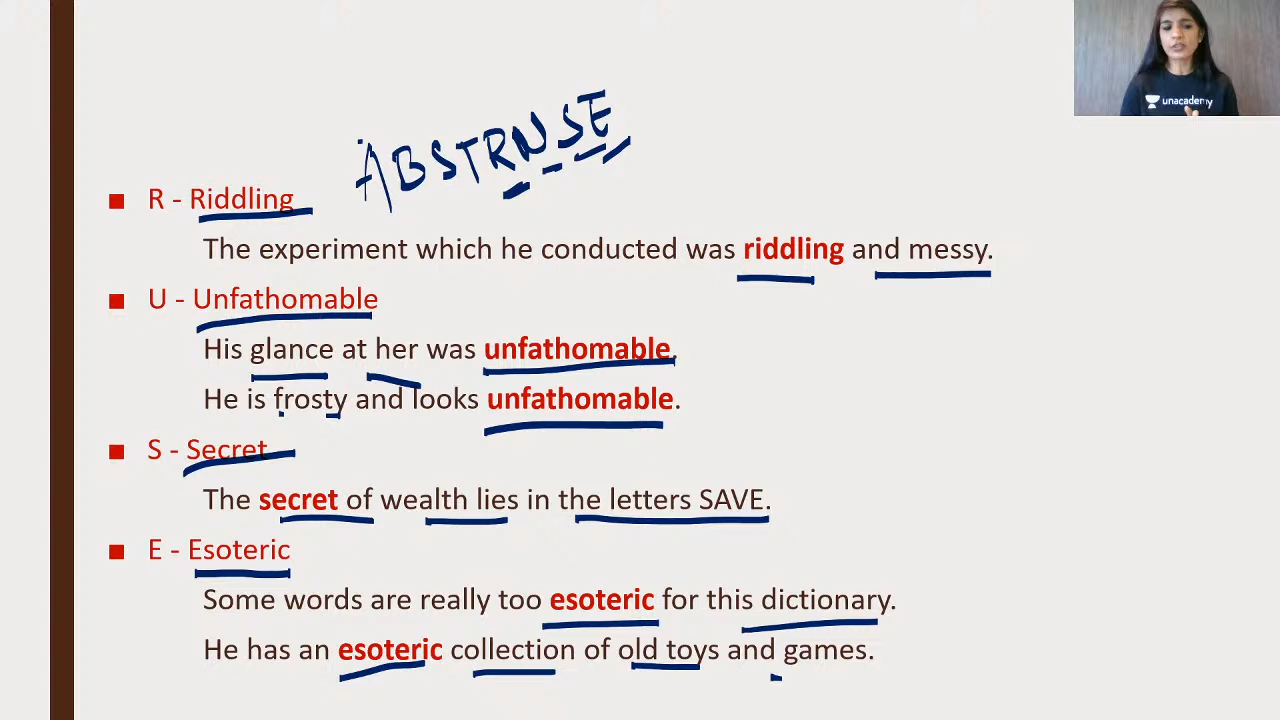 ABSTRUSE
R - Riddling
The experiment which he conducted was riddling and messy.
U - Unfathomable
His glance at her was unfathomable.
He is frosty and looks unfathomable.
S - Secret
The secret of wealth lies in the letters SAVE.
E - Esoteric
Some words are really too esoteric for this dictionary.
He has an esoteric collection of old toys and games.
unacademy